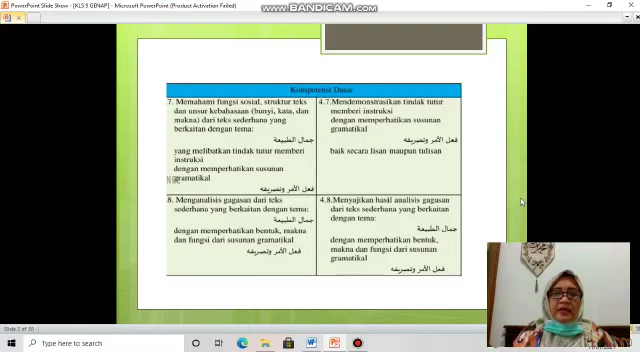 PowerPoint Slide Show - [KLS 9 GENAP] - Microsoft PowerPoint (Product Activation Failed)
WWW.BANDICAM.COM
Kompetensi Dasar
7. Memahami fungsi sosial, struktur teks
dan unsur kebahasaan (bunyi, kata, dan
makna) dari teks sederhana yang
berkaitan dengan tema:
جمال الطبيعة
yang melibatkan tindak tutur memberi
instruksi
dengan memperhatikan susunan
gramatikal
فعل الأمر وتصريفه
4.7.Mendemonstrasikan tindak tutur
memberi instruksi
dengan memperhatikan susunan
gramatikal
فعل الأمر وتصريفه
baik secara lisan maupun tulisan
8. Menganalisis gagasan dari teks
sederhana yang berkaitan dengan tema:
جمال الطبيعة
dengan memperhatikan bentuk, makna
dan fungsi dari susunan gramarikal
فعل الأمر وتصريفه
4.8.Menyajikan hasil analisis gagasan
dari teks sederhana yang berkaitan
dengan tema:
جمال الطبيعة
dengan memperhatikan bentuk,
makna dan fungsi dari susunan
gramatikal
فعل الأمر وتصريفه
Slide 2 of 30
Type here to search